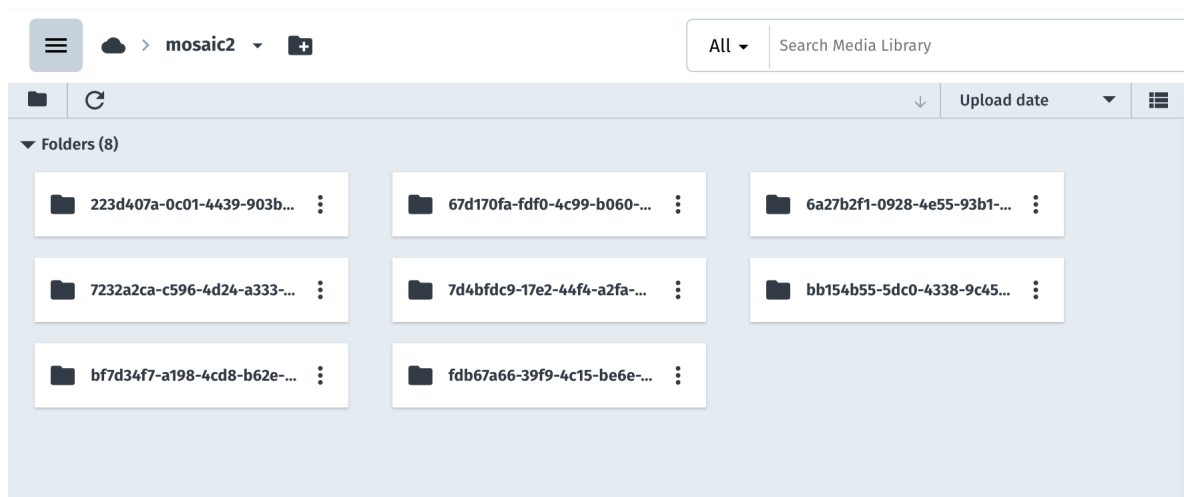 mosaic2
All
Search Media Library
Upload date
Folders (8)
223d407a-0c01-4439-903b...
67d170fa-fdf0-4c99-b060-...
6a27b2f1-0928-4e55-93b1-...
7232a2ca-c596-4d24-a333-...
7d4bfdc9-17e2-44f4-a2fa-...
bb154b55-5dc0-4338-9c45...
bf7d34f7-a198-4cd8-b62e-...
fdb67a66-39f9-4c15-be6e-...